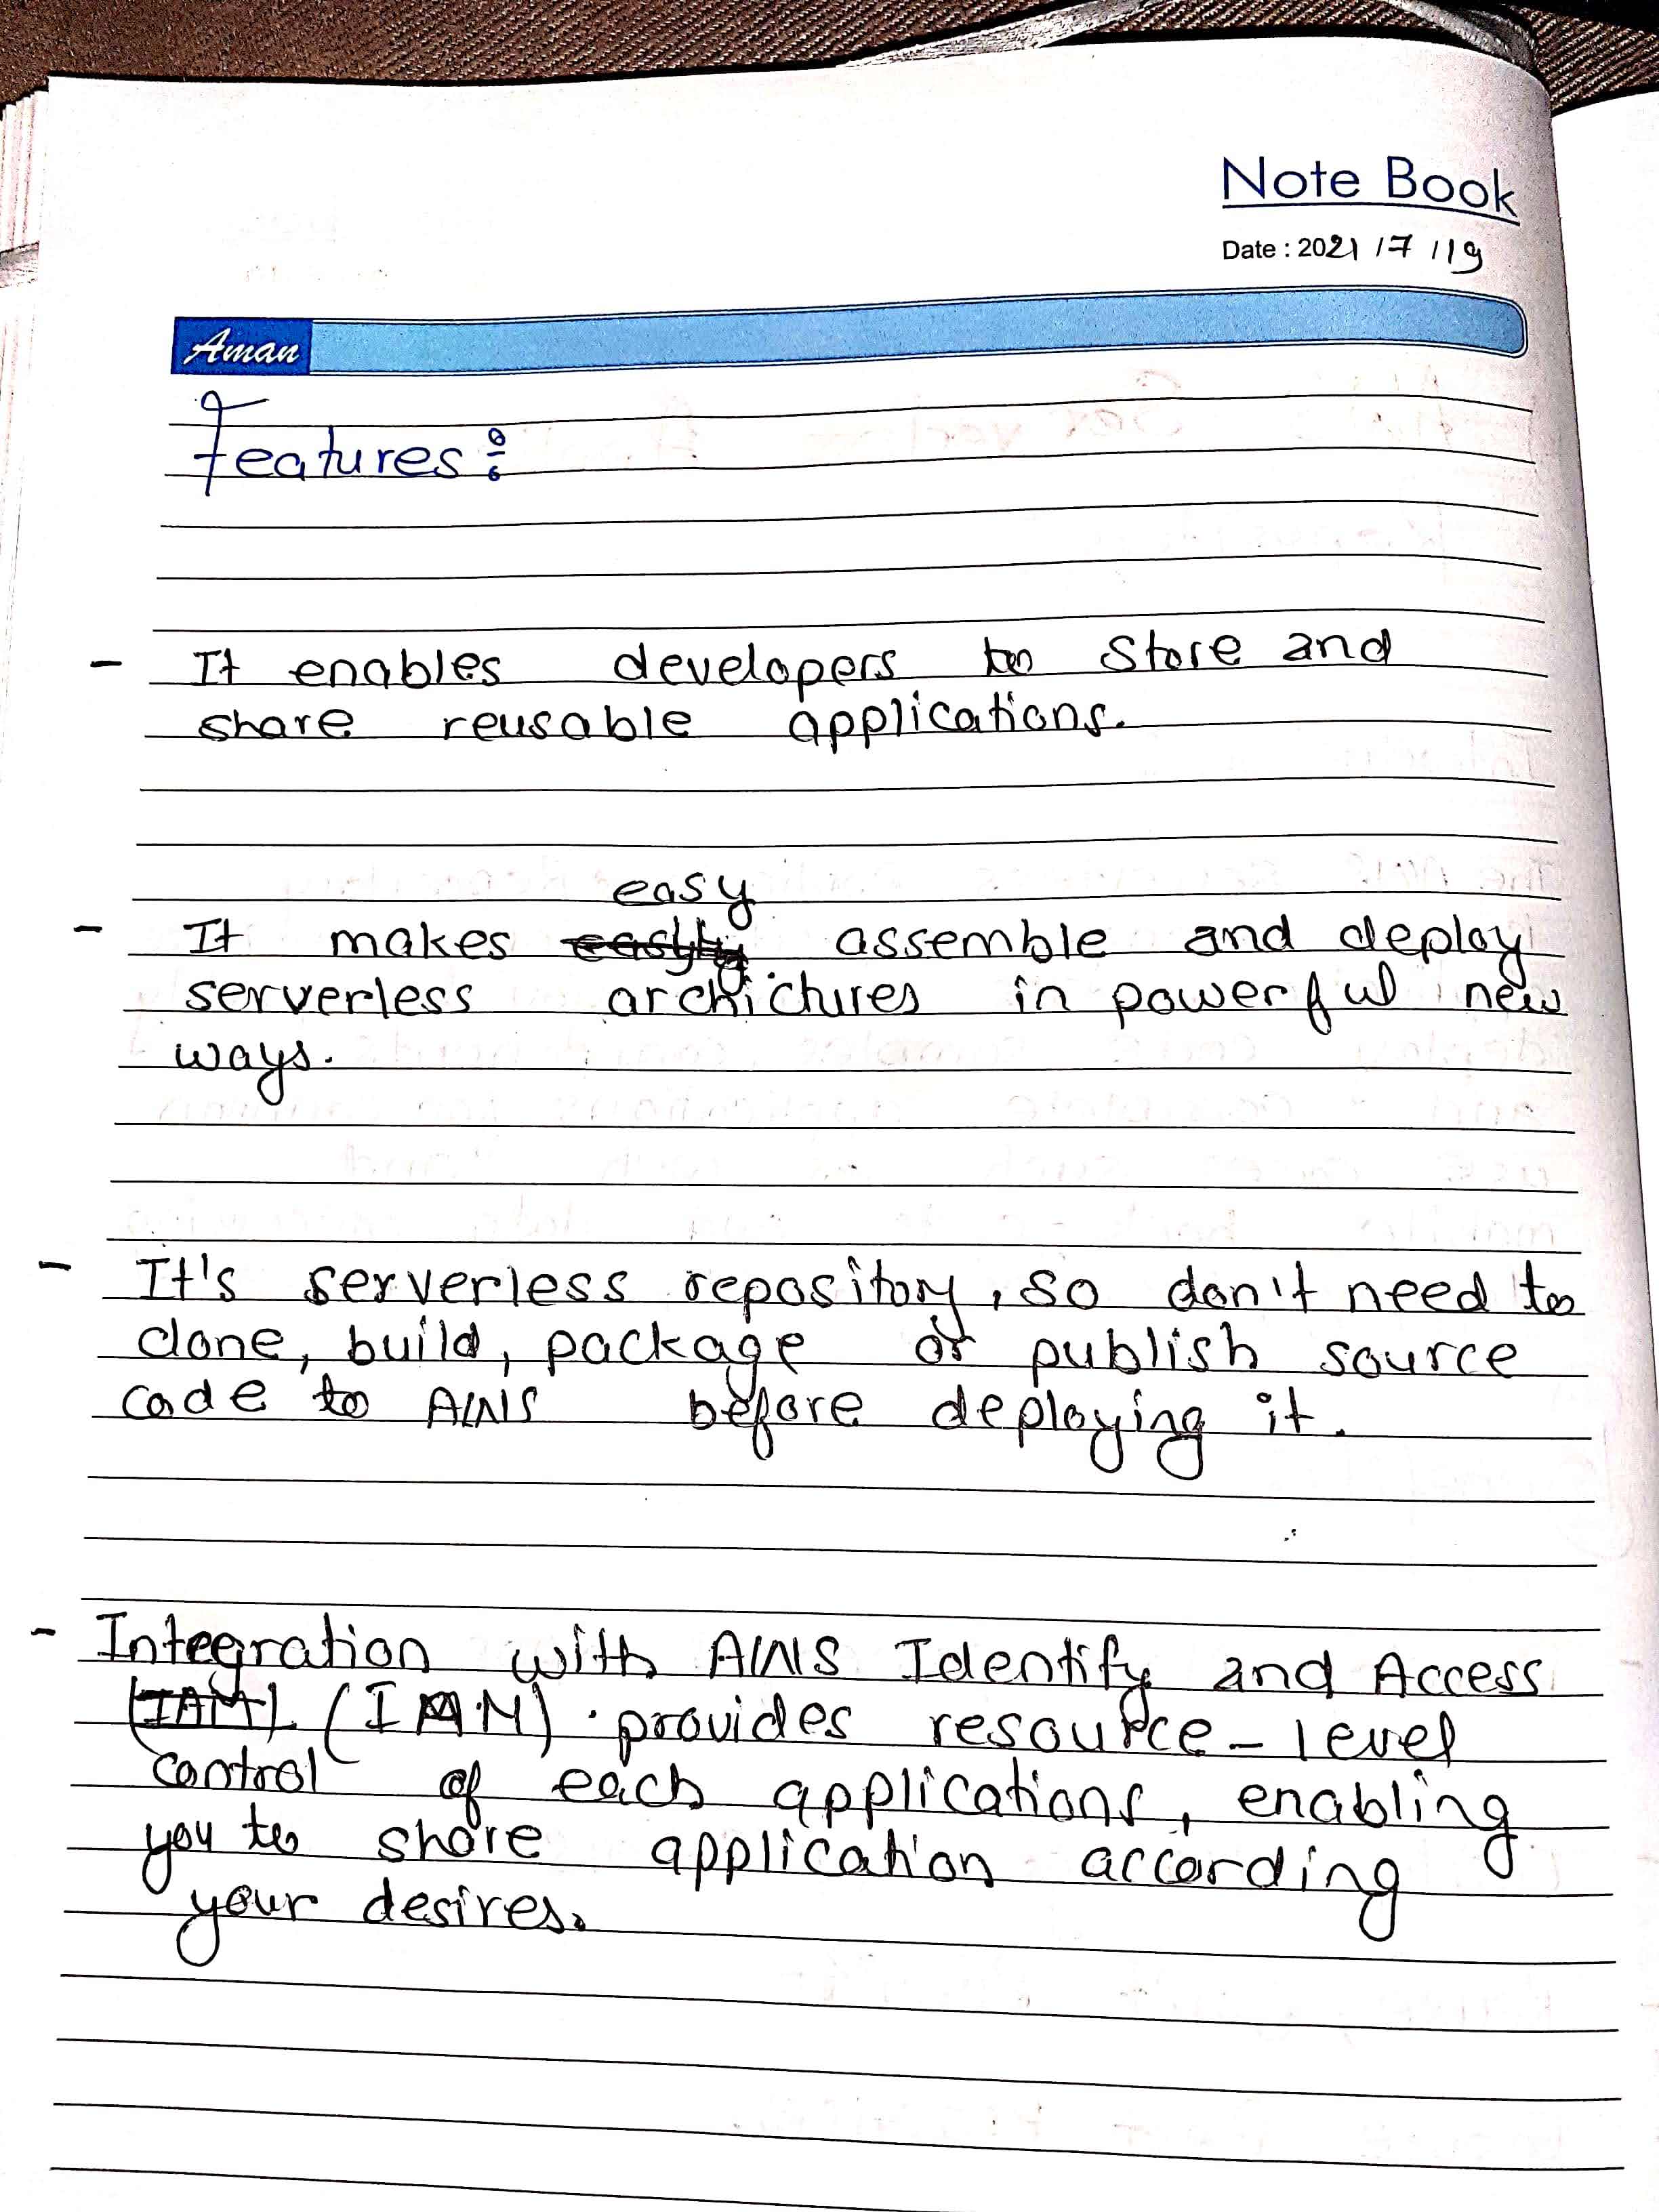 Note Book
Date : 2021 / 7 / 19
Aman
Features:
- It enables developers to store and
share reusable applications.
easy
- It makes assemble and deploy
serverless archictures in powerful new
ways.
- It's serverless repository, so don't need to
clone, build, package or publish source
code to AWS before deploying it.
- Integration with AWS Identify and Access
(IAM) (IAM) provides resource-level
control of each applications, enabling
you to share application according
your desires.